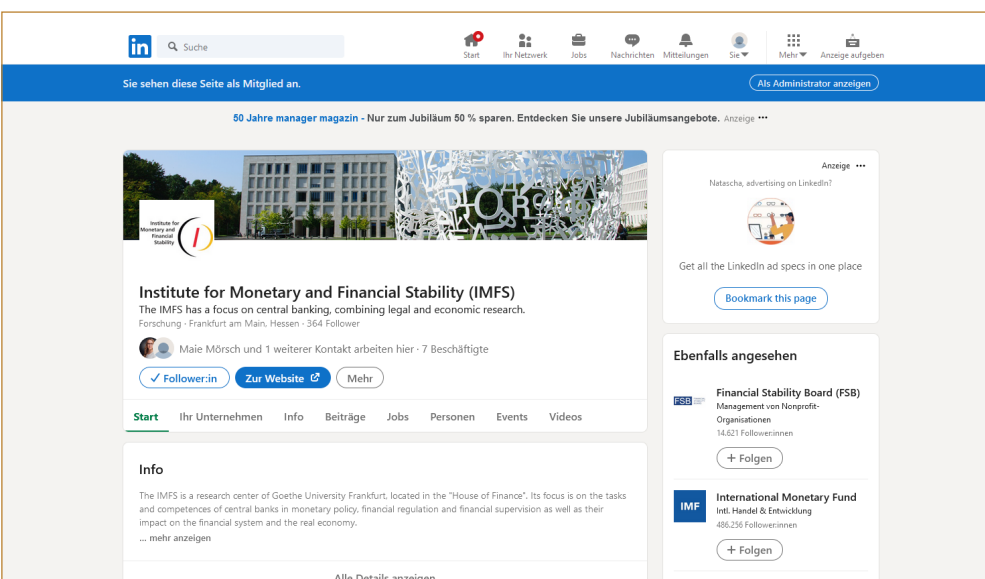 in Suche
Start Ihr Netzwerk Jobs Nachrichten Mitteilungen Sie Mehr Anzeige aufgeben
Sie sehen diese Seite als Mitglied an.
Als Administrator anzeigen
50 Jahre manager magazin - Nur zum Jubiläum 50 % sparen. Entdecken Sie unsere Jubiläumsangebote. Anzeige •••
Institute for
Monetary and
Financial
Stability
Institute for Monetary and Financial Stability (IMFS)
The IMFS has a focus on central banking, combining legal and economic research.
Forschung · Frankfurt am Main, Hessen · 364 Follower
Maie Mörsch und 1 weiterer Kontakt arbeiten hier · 7 Beschäftigte
✓ Follower:in Zur Website Mehr
Start Ihr Unternehmen Info Beiträge Jobs Personen Events Videos
Info
The IMFS is a research center of Goethe University Frankfurt, located in the "House of Finance". Its focus is on the tasks
and competences of central banks in monetary policy, financial regulation and financial supervision as well as their
impact on the financial system and the real economy.
... mehr anzeigen
Alle Details anzeigen
Anzeige •••
Natascha, advertising on LinkedIn?
Get all the LinkedIn ad specs in one place
Bookmark this page
Ebenfalls angesehen
FSB
Financial Stability Board (FSB)
Management von Nonprofit-
Organisationen
14.621 Follower:innen
+ Folgen
IMF
International Monetary Fund
Intl. Handel & Entwicklung
486.256 Follower:innen
+ Folgen